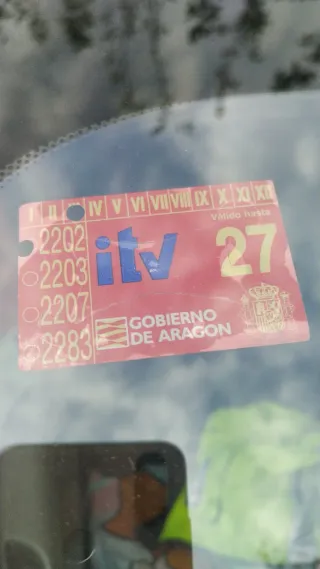 I II IV V VI VII VIII IX X XI XII
Válido hasta
2202 itv 27
2203
2207
2283
GOBIERNO
DE ARAGON